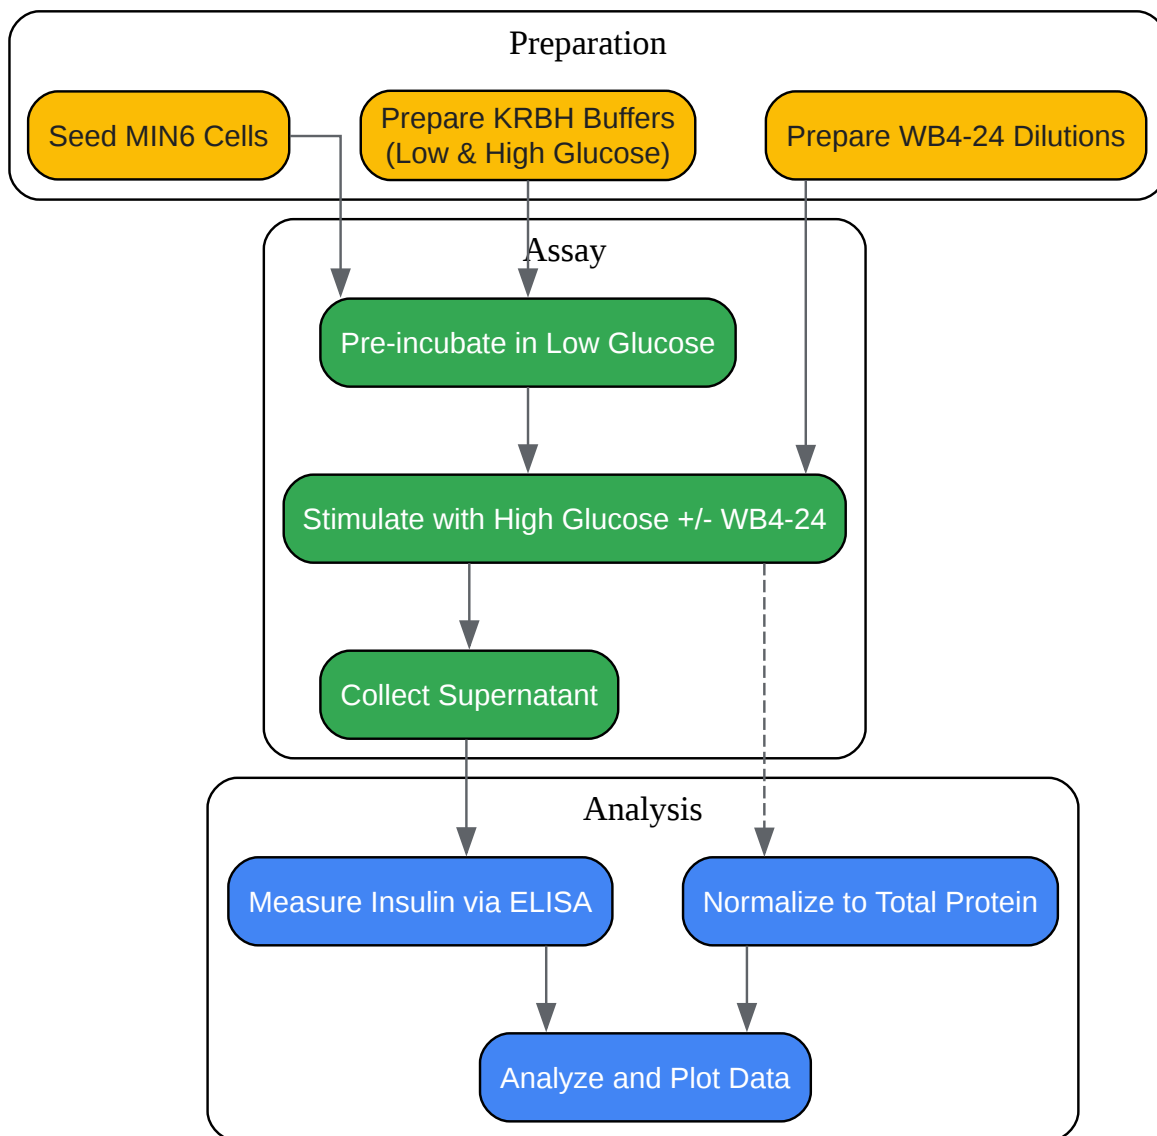 Preparation
Seed MIN6 Cells
Prepare KRBH Buffers
(Low & High Glucose)
Prepare WB4-24 Dilutions
Assay
Pre-incubate in Low Glucose
Stimulate with High Glucose +/- WB4-24
Collect Supernatant
Analysis
Measure Insulin via ELISA
Normalize to Total Protein
Analyze and Plot Data